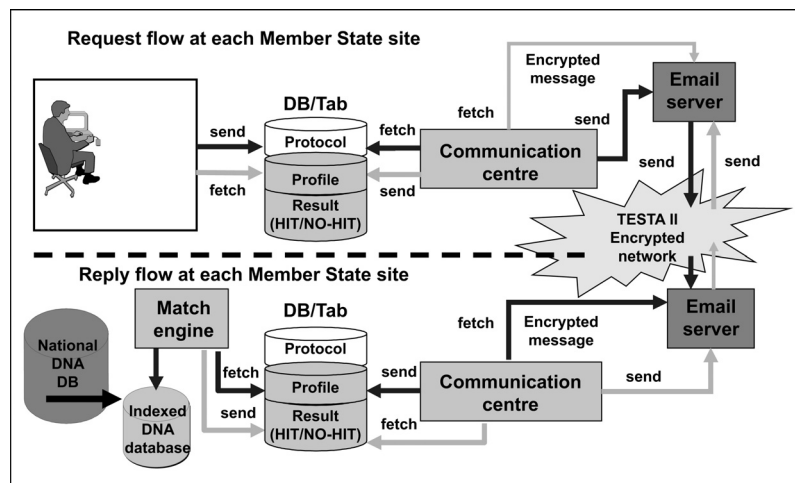 Request flow at each Member State site
Encrypted
message
Email
server
DB/Tab
fetch
send
fetch
send
Protocol
Communication
centre
send
send
fetch
Profile
send
Result
(HIT/NO-HIT)
TESTA II
Encrypted
network
Reply flow at each Member State site
Match
engine
DB/Tab
fetch
Encrypted
message
Email
server
National
DNA
DB
Protocol
fetch
send
Profile
Communication
centre
send
Indexed
DNA
database
send
Result
(HIT/NO-HIT)
fetch